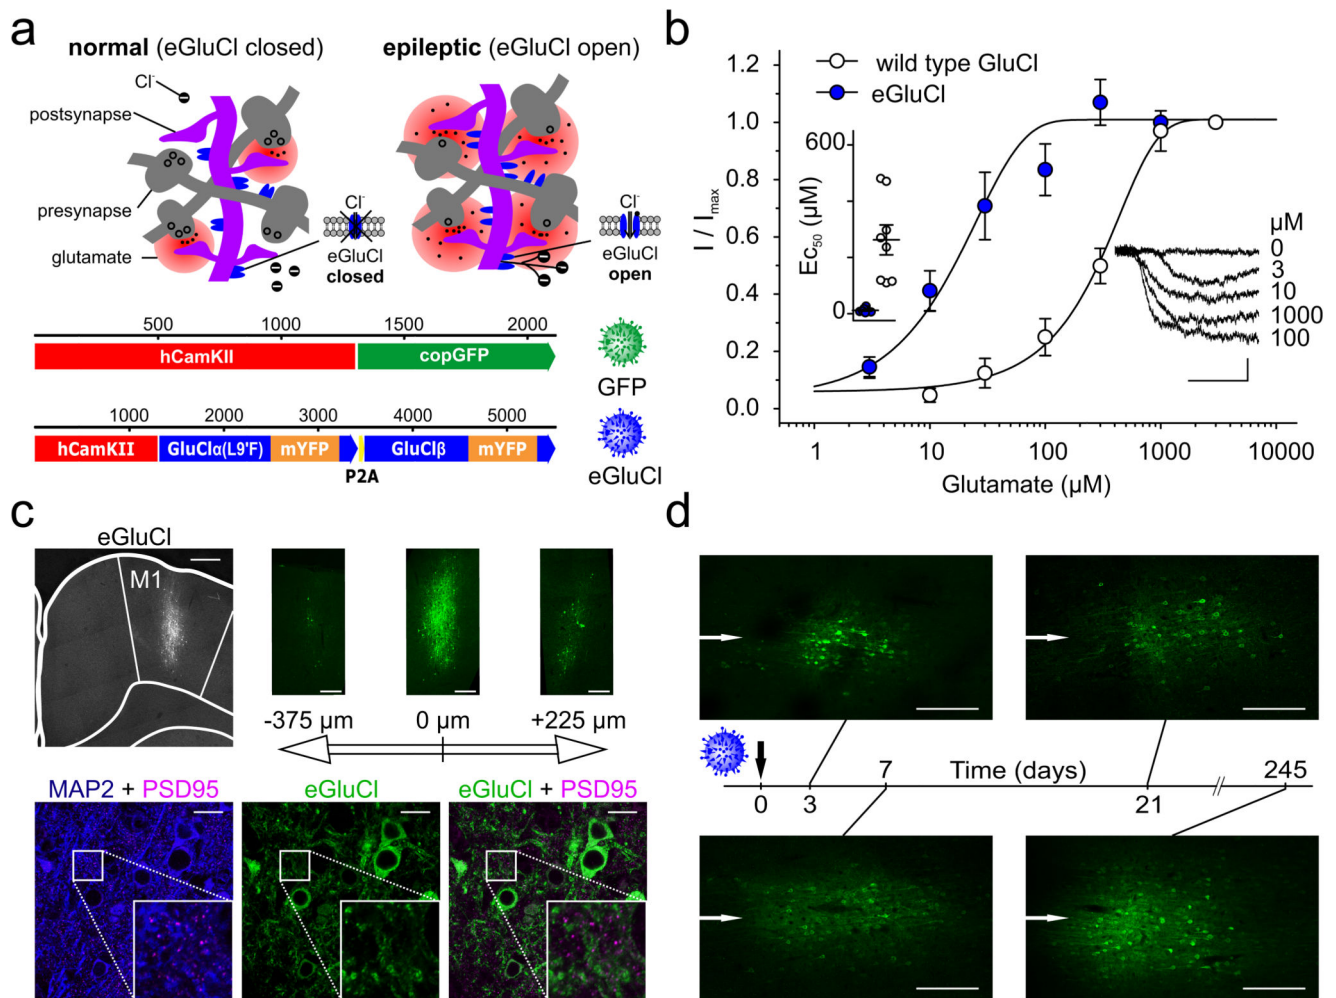 a
normal (eGluCl closed)
epileptic (eGluCl open)
Cl-
postsynapse
presynapse
glutamate
Cl-
eGluCl
closed
Cl-
eGluCl
open
500 1000 1500 2000
hCamKII copGFP
GFP
1000 2000 3000 4000 5000
hCamKII GluClα(L9'F) mYFP GluClβ mYFP
P2A
eGluCl
b
wild type GluCl
eGluCl
1.2
1.0
0.8
0.6
0.4
0.2
0.0
I / Imax
600
0
Ec50 (µM)
µM
0
3
10
1000
100
1 10 100 1000 10000
Glutamate (µM)
c
eGluCl
M1
-375 µm 0 µm +225 µm
MAP2 + PSD95
eGluCl
eGluCl + PSD95
d
7 Time (days) 245
0 3 21